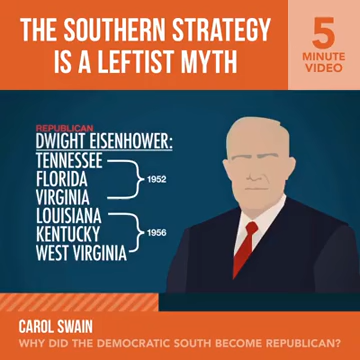 THE SOUTHERN STRATEGY
IS A LEFTIST MYTH
5
MINUTE
VIDEO
REPUBLICAN
DWIGHT EISENHOWER:
TENNESSEE
FLORIDA
VIRGINIA
1952
LOUISIANA
KENTUCKY
WEST VIRGINIA
1956
CAROL SWAIN
WHY DID THE DEMOCRATIC SOUTH BECOME REPUBLICAN?